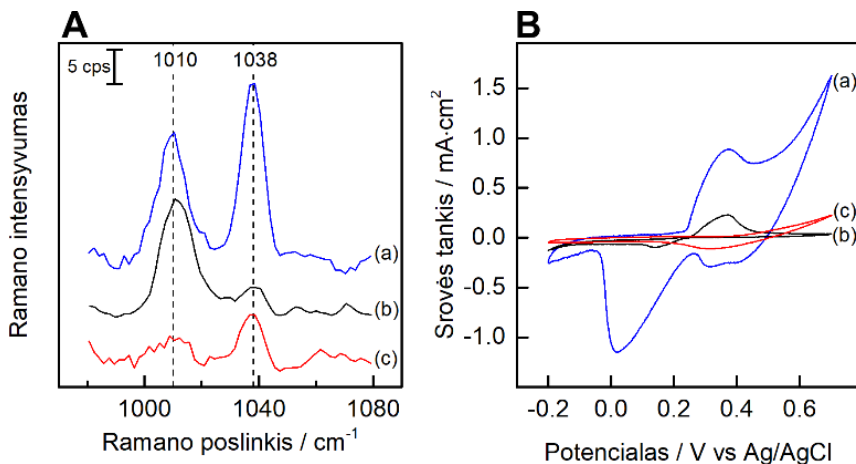 A
5 cps
1010
1038
(a)
(b)
(c)
Ramano intensyvumas
1000
1040
1080
Ramano poslinkis / cm⁻¹
B
(a)
(c)
(b)
Srovės tankis / mA·cm²
1.5
1.0
0.5
0.0
-0.5
-1.0
-0.2
0.0
0.2
0.4
0.6
Potencialas / V vs Ag/AgCl